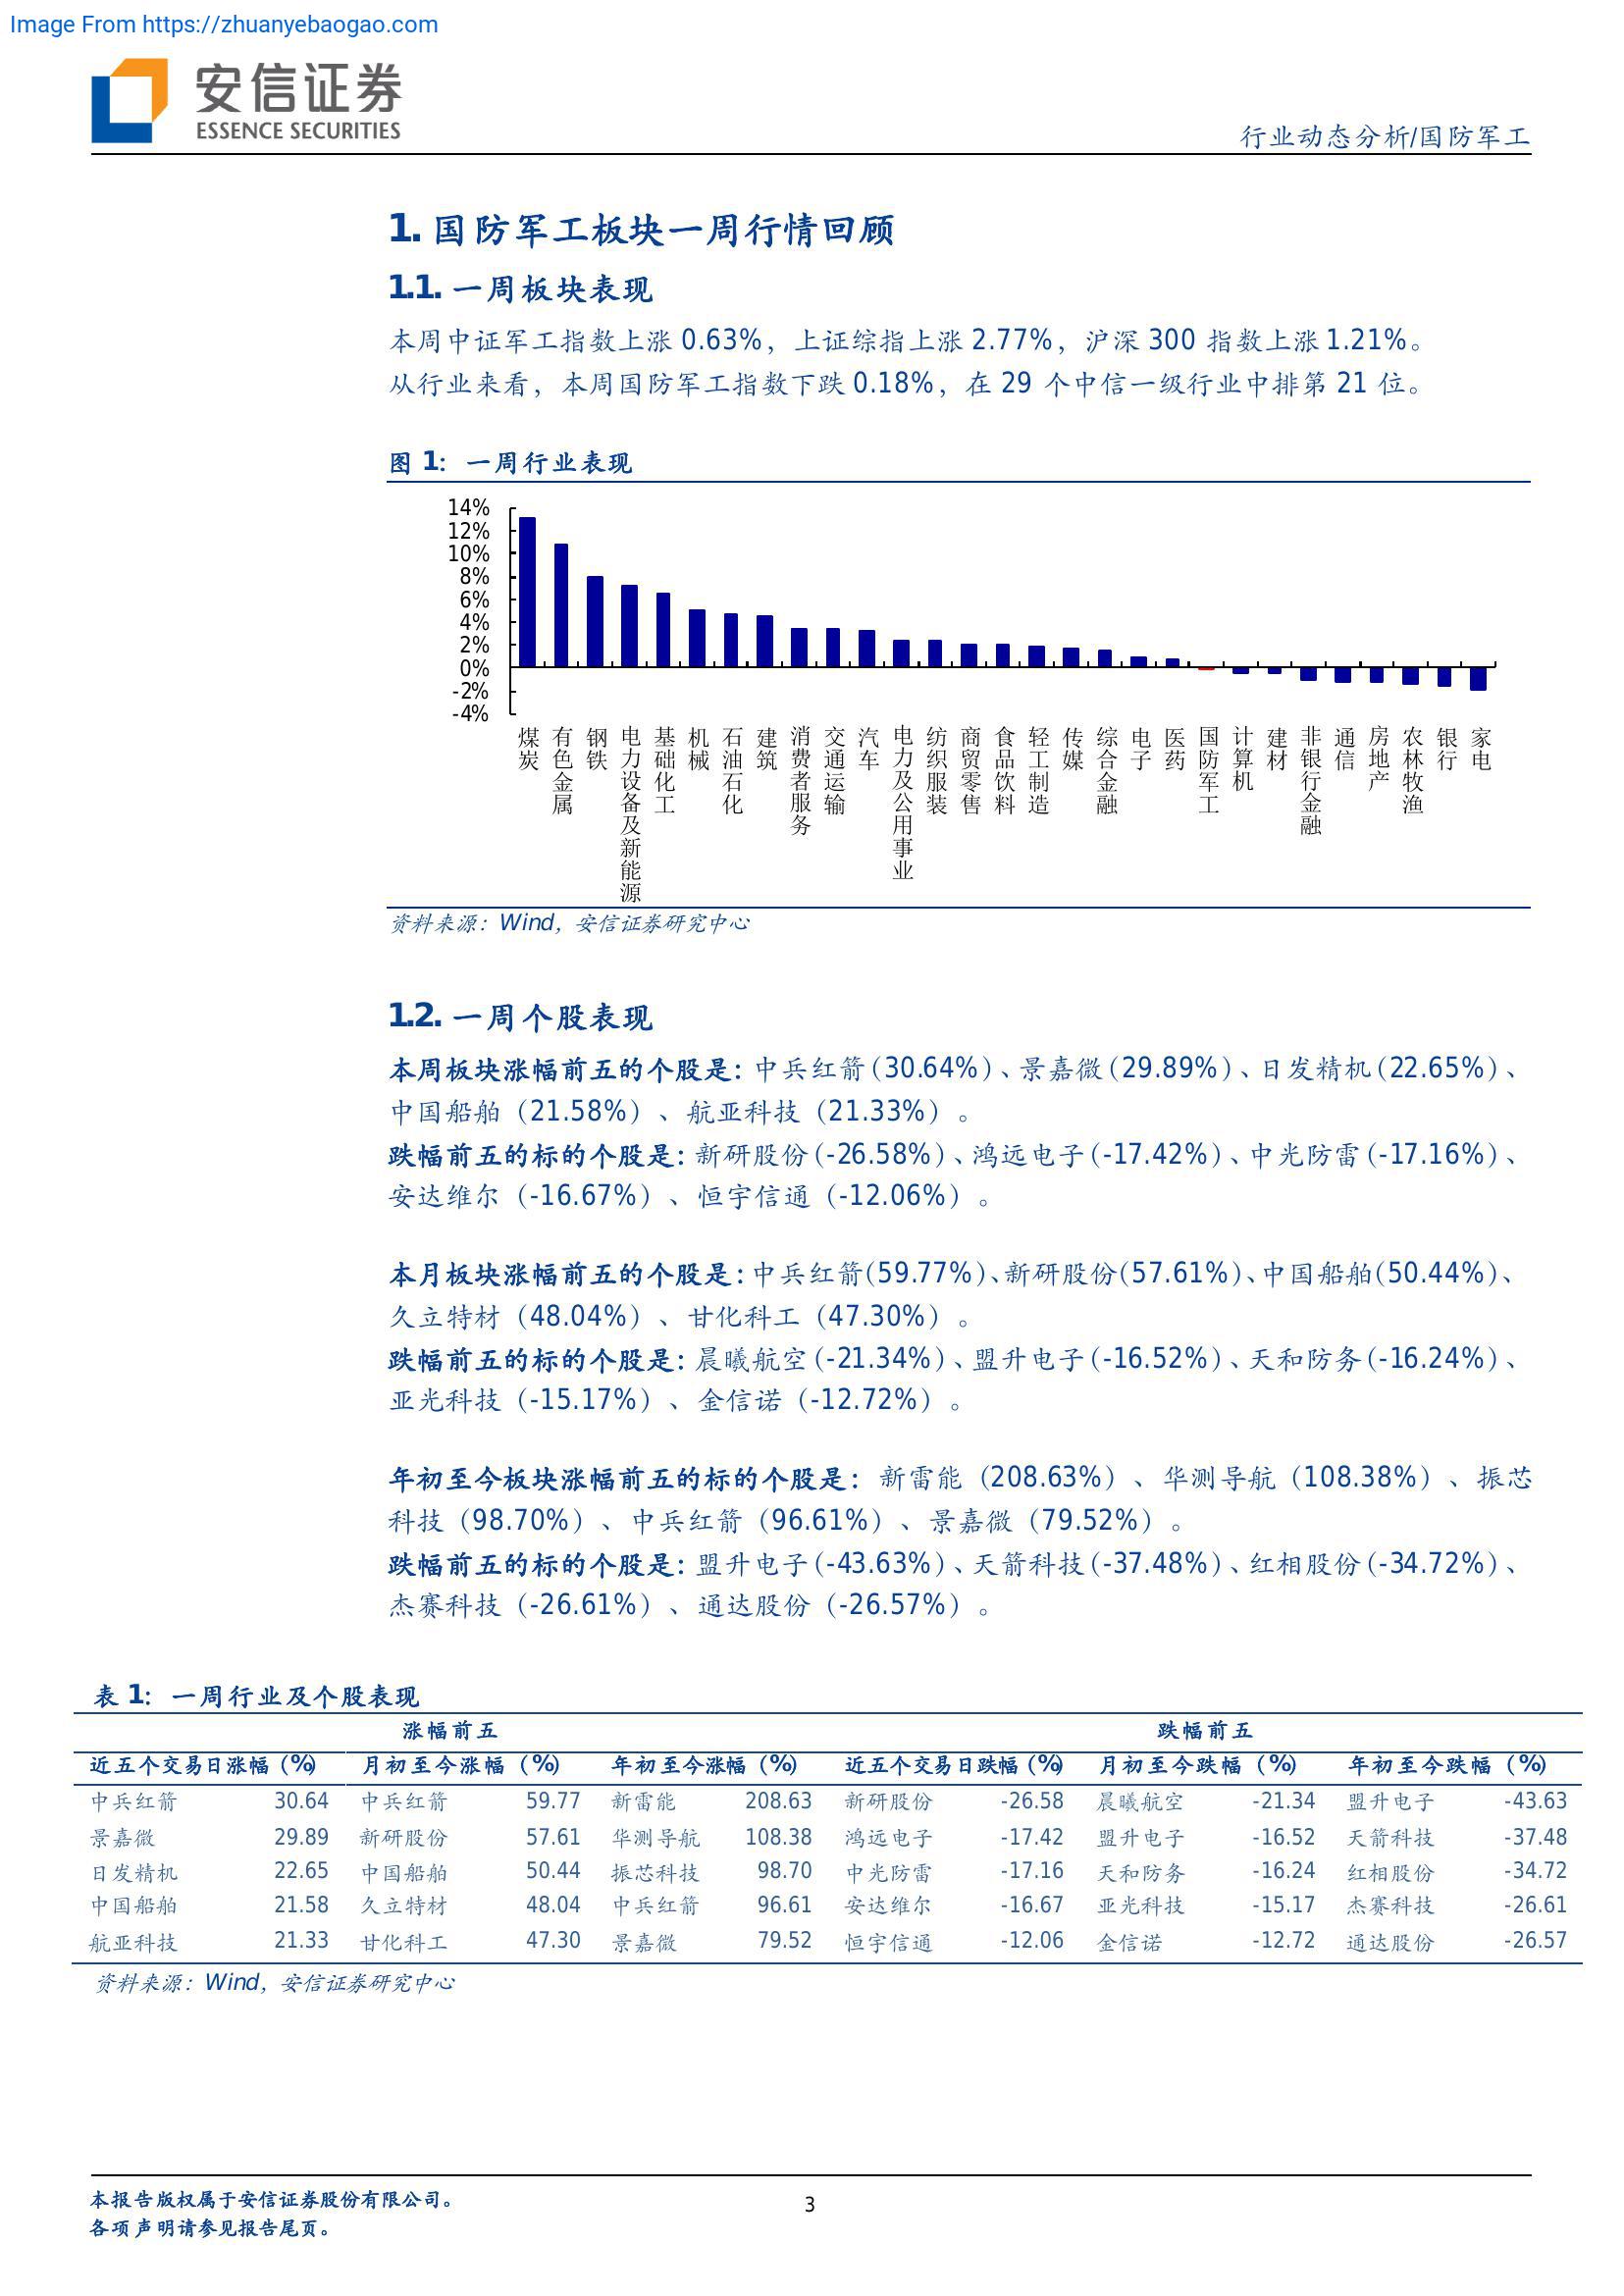 Image From https://zhuanyebaogao.com
安信证券
ESSENCE SECURITIES
行业动态分析/国防军工
1. 国防军工板块一周行情回顾
1.1. 一周板块表现
本周中证军工指数上涨 0.63%，上证综指上涨 2.77%，沪深 300 指数上涨 1.21%。
从行业来看，本周国防军工指数下跌 0.18%，在 29 个中信一级行业中排第 21 位。
图 1：一周行业表现
14%
12%
10%
8%
6%
4%
2%
0%
-2%
-4%
煤炭
有色金属
钢铁
电力设备及新能源
基础化工
机械
石油石化
建筑
消费者服务
交通运输
汽车
电力及公用事业
纺织服装
商贸零售
食品饮料
轻工制造
传媒
综合金融
电子
医药
国防军工
计算机
建材
非银行金融
通信
房地产
农林牧渔
银行
家电
资料来源：Wind，安信证券研究中心
1.2. 一周个股表现
本周板块涨幅前五的个股是：中兵红箭（30.64%）、景嘉微（29.89%）、日发精机（22.65%）、
中国船舶（21.58%）、航亚科技（21.33%）。
跌幅前五的标的个股是：新研股份（-26.58%）、鸿远电子（-17.42%）、中光防雷（-17.16%）、
安达维尔（-16.67%）、恒宇信通（-12.06%）。
本月板块涨幅前五的个股是：中兵红箭（59.77%）、新研股份（57.61%）、中国船舶（50.44%）、
久立特材（48.04%）、甘化科工（47.30%）。
跌幅前五的标的个股是：晨曦航空（-21.34%）、盟升电子（-16.52%）、天和防务（-16.24%）、
亚光科技（-15.17%）、金信诺（-12.72%）。
年初至今板块涨幅前五的标的个股是：新雷能（208.63%）、华测导航（108.38%）、振芯
科技（98.70%）、中兵红箭（96.61%）、景嘉微（79.52%）。
跌幅前五的标的个股是：盟升电子（-43.63%）、天箭科技（-37.48%）、红相股份（-34.72%）、
杰赛科技（-26.61%）、通达股份（-26.57%）。
表 1：一周行业及个股表现
涨幅前五 跌幅前五
近五个交易日涨幅（%） 月初至今涨幅（%） 年初至今涨幅（%） 近五个交易日跌幅（%） 月初至今跌幅（%） 年初至今跌幅（%）
中兵红箭 30.64 中兵红箭 59.77 新雷能 208.63 新研股份 -26.58 晨曦航空 -21.34 盟升电子 -43.63
景嘉微 29.89 新研股份 57.61 华测导航 108.38 鸿远电子 -17.42 盟升电子 -16.52 天箭科技 -37.48
日发精机 22.65 中国船舶 50.44 振芯科技 98.70 中光防雷 -17.16 天和防务 -16.24 红相股份 -34.72
中国船舶 21.58 久立特材 48.04 中兵红箭 96.61 安达维尔 -16.67 亚光科技 -15.17 杰赛科技 -26.61
航亚科技 21.33 甘化科工 47.30 景嘉微 79.52 恒宇信通 -12.06 金信诺 -12.72 通达股份 -26.57
资料来源：Wind，安信证券研究中心
本报告版权属于安信证券股份有限公司。
各项声明请参见报告尾页。
3